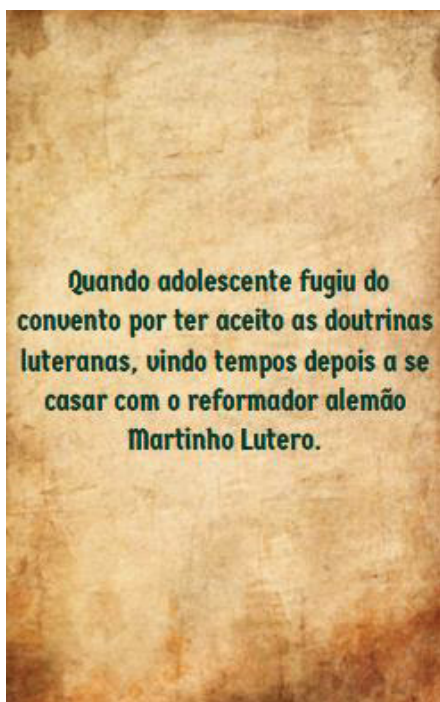 Quando adolescente fugiu do
convento por ter aceito as doutrinas
luteranas, vindo tempos depois a se
casar com o reformador alemão
Martinho Lutero.